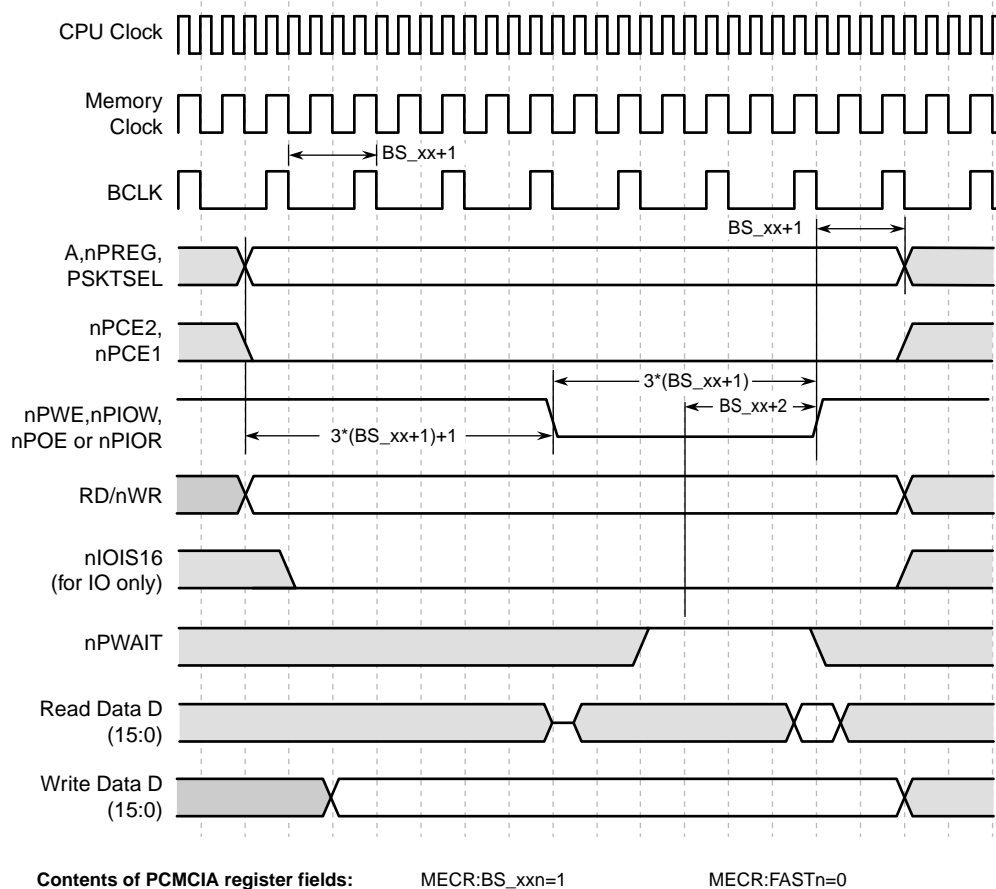 CPU Clock
Memory
Clock
BS_xx+1
BCLK
BS_xx+1
A,nPREG,
PSKTSEL
nPCE2,
nPCE1
3*(BS_xx+1)
BS_xx+2
nPWE,nPIOW,
nPOE or nPIOR
3*(BS_xx+1)+1
RD/nWR
nIOIS16
(for IO only)
nPWAIT
Read Data D
(15:0)
Write Data D
(15:0)
Contents of PCMCIA register fields: MECR:BS_xxn=1 MECR:FASTn=0